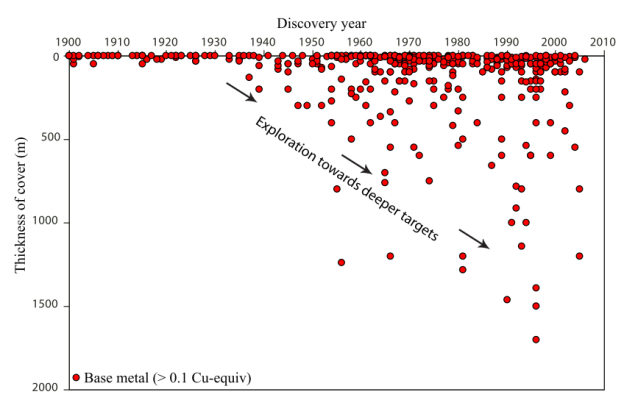 Discovery year
1900 1910 1920 1930 1940 1950 1960 1970 1980 1990 2000 2010
Thickness of cover (m)
0
500
1000
1500
2000
Exploration towards deeper targets
Base metal (> 0.1 Cu-equiv)